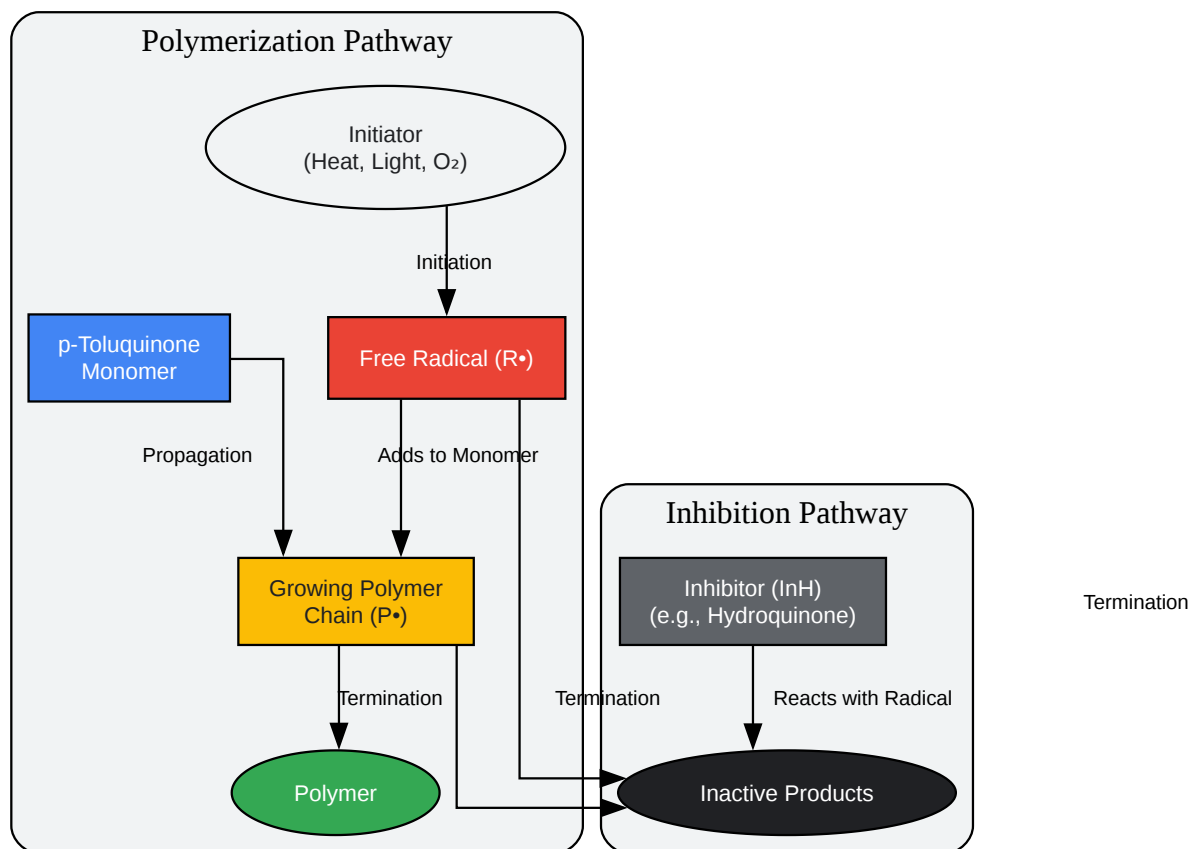 Polymerization Pathway
Initiator
(Heat, Light, O₂)
Initiation
p-Toluquinone
Monomer
Free Radical (R•)
Propagation
Adds to Monomer
Inhibition Pathway
Growing Polymer
Chain (P•)
Inhibitor (InH)
(e.g., Hydroquinone)
Termination
Termination
Termination
Reacts with Radical
Polymer
Inactive Products